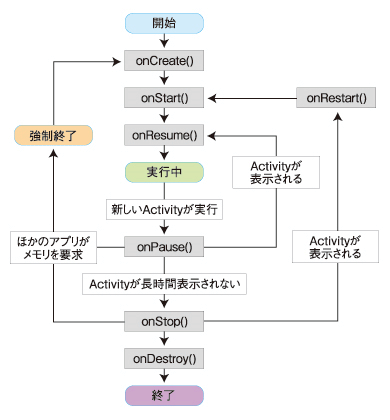 開始
onCreate()
onStart()
onRestart()
強制終了
onResume()
実行中
Activityが
表示される
新しいActivityが実行
ほかのアプリが
メモリを要求
onPause()
Activityが
表示される
Activityが長時間表示されない
onStop()
onDestroy()
終了